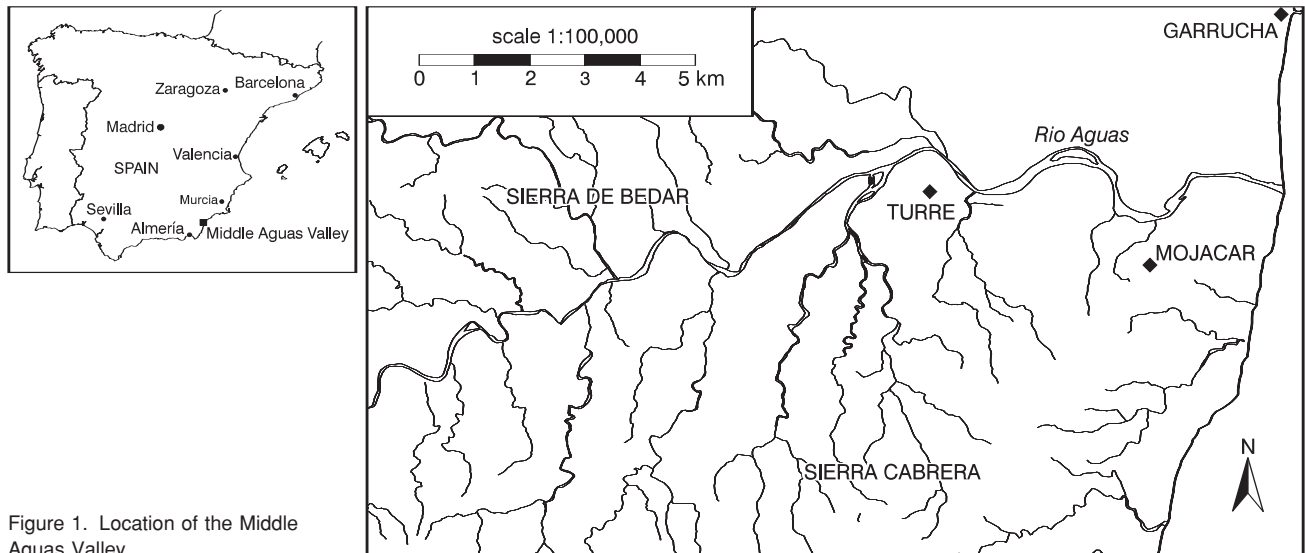 Zaragoza
Barcelona
Madrid
Valencia
SPAIN
Murcia
Sevilla
Almería
Middle Aguas Valley
scale 1:100,000
0 1 2 3 4 5 km
GARRUCHA
Rio Aguas
SIERRA DE BEDAR
TURRE
MOJACAR
SIERRA CABRERA
N
Figure 1. Location of the Middle
Aguas Valley